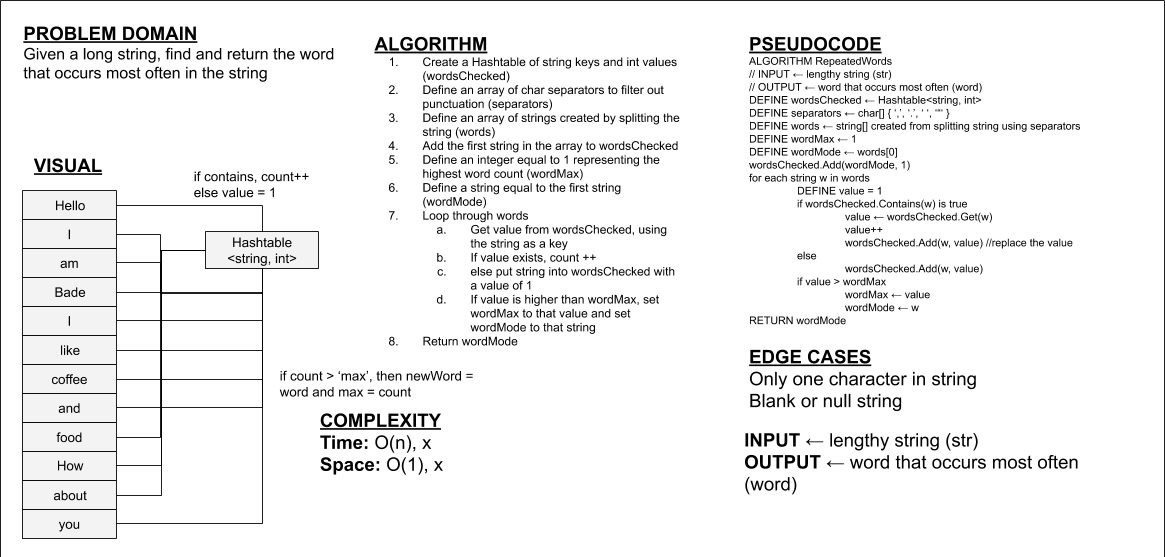 PROBLEM DOMAIN
Given a long string, find and return the word
that occurs most often in the string
VISUAL
if contains, count++
else value = 1
Hello
I
am
Bade
I
like
coffee
and
food
How
about
you
Hashtable
<string, int>
if count > ‘max’, then newWord =
word and max = count
ALGORITHM
1. Create a Hashtable of string keys and int values
(wordsChecked)
2. Define an array of char separators to filter out
punctuation (separators)
3. Define an array of strings created by splitting the
string (words)
4. Add the first string in the array to wordsChecked
5. Define an integer equal to 1 representing the
highest word count (wordMax)
6. Define a string equal to the first string
(wordMode)
7. Loop through words
a. Get value from wordsChecked, using
the string as a key
b. If value exists, count ++
c. else put string into wordsChecked with
a value of 1
d. If value is higher than wordMax, set
wordMax to that value and set
wordMode to that string
8. Return wordMode
COMPLEXITY
Time: O(n), x
Space: O(1), x
PSEUDOCODE
ALGORITHM RepeatedWords
// INPUT ← lengthy string (str)
// OUTPUT ← word that occurs most often (word)
DEFINE wordsChecked ← Hashtable<string, int>
DEFINE separators ← char[] { ‘,’, ‘.’, ‘ ‘, ‘“‘ }
DEFINE words ← string[] created from splitting string using separators
DEFINE wordMax ← 1
DEFINE wordMode ← words[0]
wordsChecked.Add(wordMode, 1)
for each string w in words
DEFINE value = 1
if wordsChecked.Contains(w) is true
value ← wordsChecked.Get(w)
value++
wordsChecked.Add(w, value) //replace the value
else
wordsChecked.Add(w, value)
if value > wordMax
wordMax ← value
wordMode ← w
RETURN wordMode
EDGE CASES
Only one character in string
Blank or null string
INPUT ← lengthy string (str)
OUTPUT ← word that occurs most often
(word)